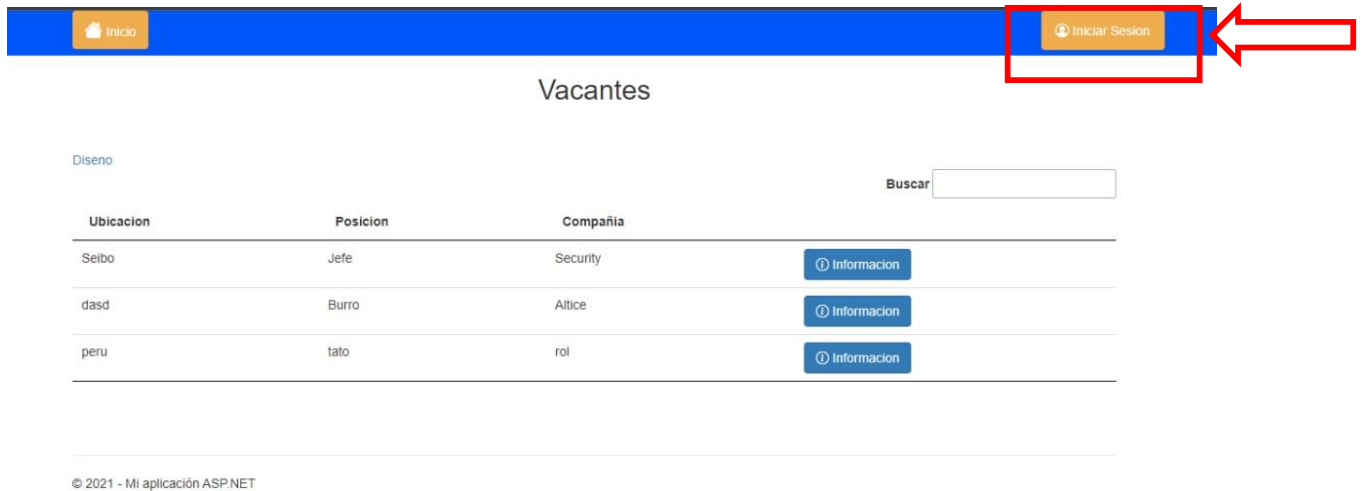 Inicio Iniciar Sesion
Vacantes
Diseno
Buscar
Ubicacion Posicion Compañia
Seibo Jefe Security Informacion
dasd Burro Altice Informacion
peru tato rol Informacion
© 2021 - Mi aplicación ASP.NET